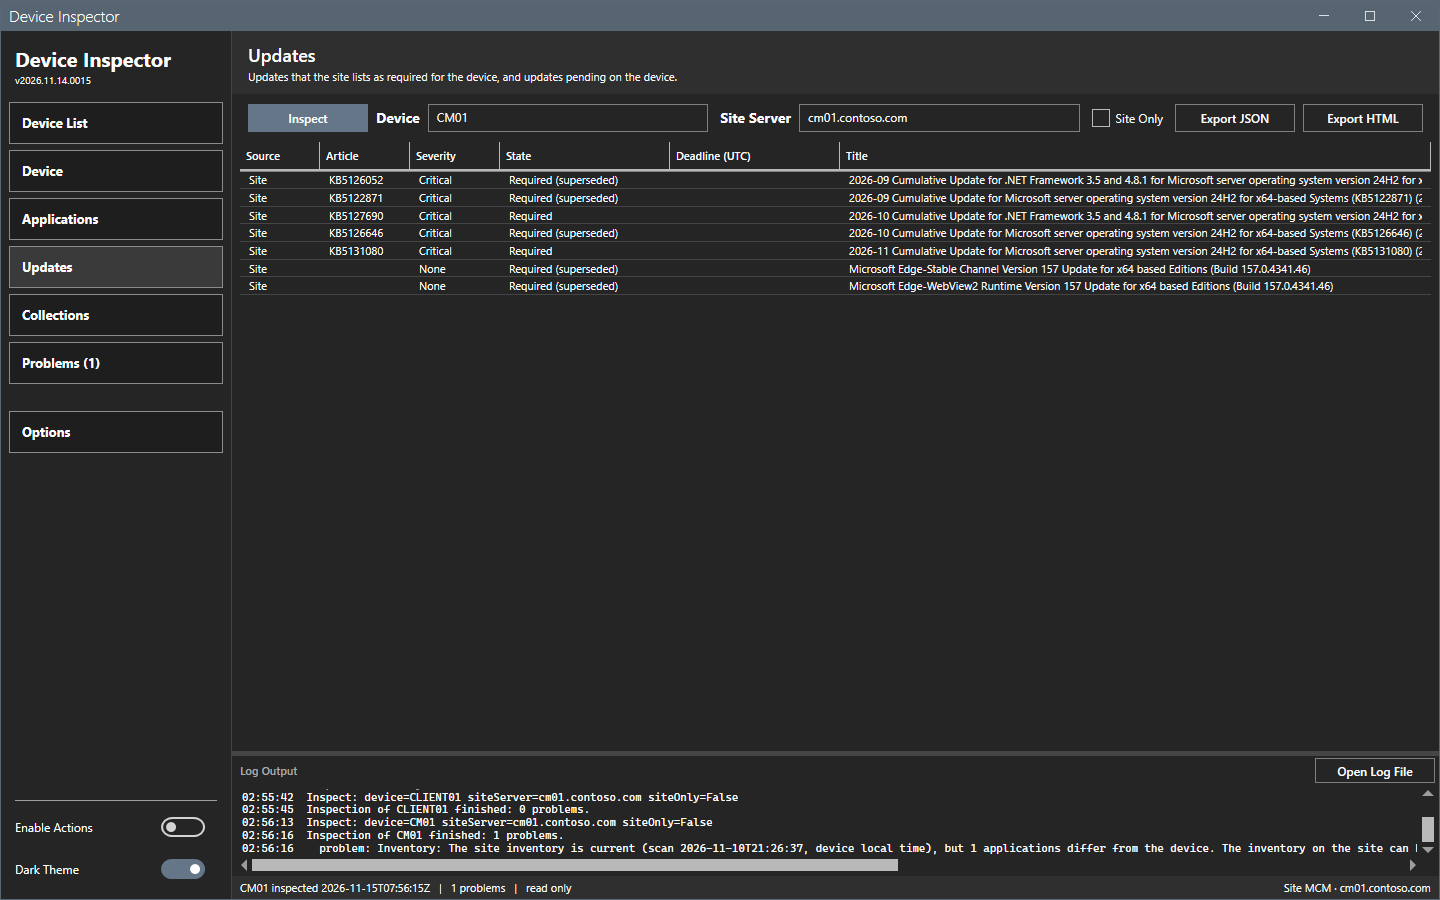 Device Inspector
Device Inspector
v2026.11.14.0015
Device List
Device
Applications
Updates
Collections
Problems (1)
Options
Enable Actions
Dark Theme
Updates
Updates that the site lists as required for the device, and updates pending on the device.
Inspect Device CM01 Site Server cm01.contoso.com Site Only Export JSON Export HTML
Source Article Severity State Deadline (UTC) Title
Site KB5126052 Critical Required (superseded) 2026-09 Cumulative Update for .NET Framework 3.5 and 4.8.1 for Microsoft server operating system version 24H2 for x
Site KB5122871 Critical Required (superseded) 2026-09 Cumulative Update for Microsoft server operating system version 24H2 for x64-based Systems (KB5122871) (2
Site KB5127690 Critical Required 2026-10 Cumulative Update for .NET Framework 3.5 and 4.8.1 for Microsoft server operating system version 24H2 for x
Site KB5126646 Critical Required (superseded) 2026-10 Cumulative Update for Microsoft server operating system version 24H2 for x64-based Systems (KB5126646) (2
Site KB5131080 Critical Required 2026-11 Cumulative Update for Microsoft server operating system version 24H2 for x64-based Systems (KB5131080) (2
Site None Required (superseded) Microsoft Edge-Stable Channel Version 157 Update for x64 based Editions (Build 157.0.4341.46)
Site None Required (superseded) Microsoft Edge-WebView2 Runtime Version 157 Update for x64 based Editions (Build 157.0.4341.46)
Log Output
Open Log File
02:55:42 Inspect: device=CLIENT01 siteServer=cm01.contoso.com siteOnly=False
02:55:45 Inspection of CLIENT01 finished: 0 problems.
02:56:13 Inspect: device=CM01 siteServer=cm01.contoso.com siteOnly=False
02:56:16 Inspection of CM01 finished: 1 problems.
02:56:16 problem: Inventory: The site inventory is current (scan 2026-11-10T21:26:37, device local time), but 1 applications differ from the device. The inventory on the site can
CM01 inspected 2026-11-15T07:56:15Z | 1 problems | read only
Site MCM · cm01.contoso.com